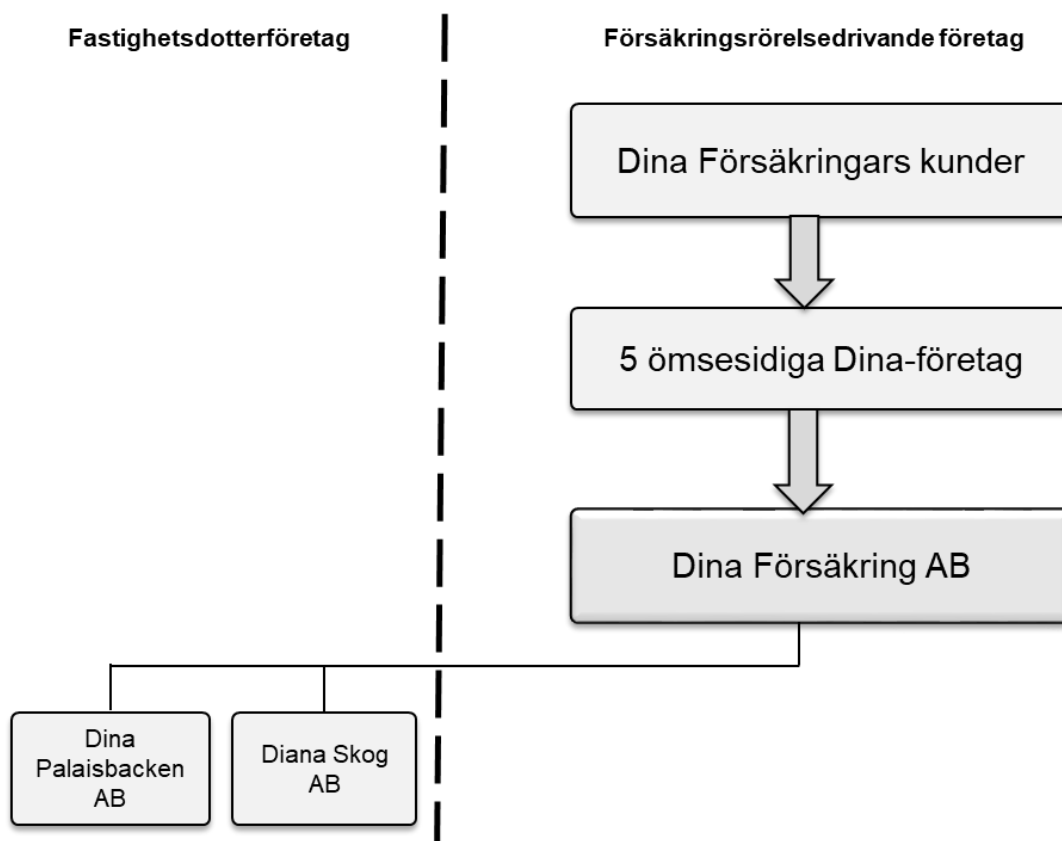 Fastighetsdotterföretag
Försäkringsrörelsedrivande företag
Dina Försäkringars kunder
5 ömsesidiga Dina-företag
Dina Försäkring AB
Dina
Palaisbacken
AB
Diana Skog
AB